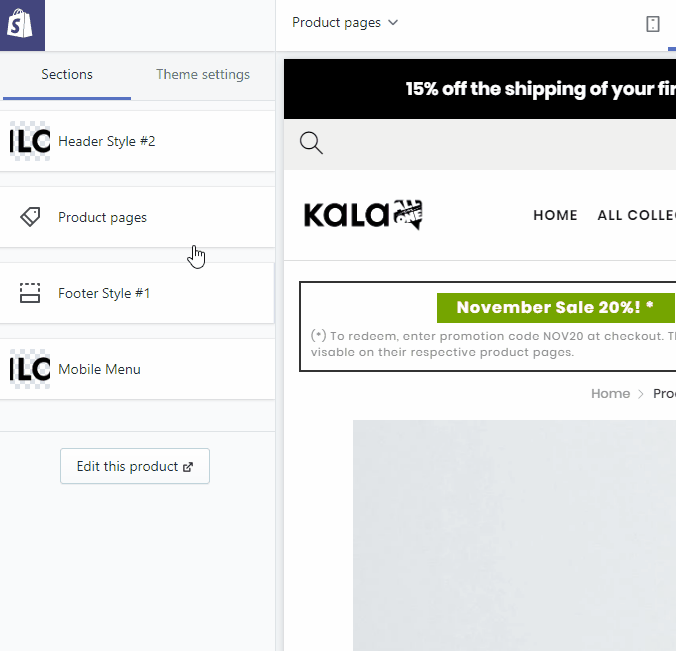 Product pages
Sections
Theme settings
Header Style #2
Product pages
Footer Style #1
Mobile Menu
Edit this product
15% off the shipping of your fir
KALA
ONE
HOME
ALL COLLE
November Sale 20%! *
(*) To redeem, enter promotion code NOV20 at checkout. T
visable on their respective product pages.
Home > Pro